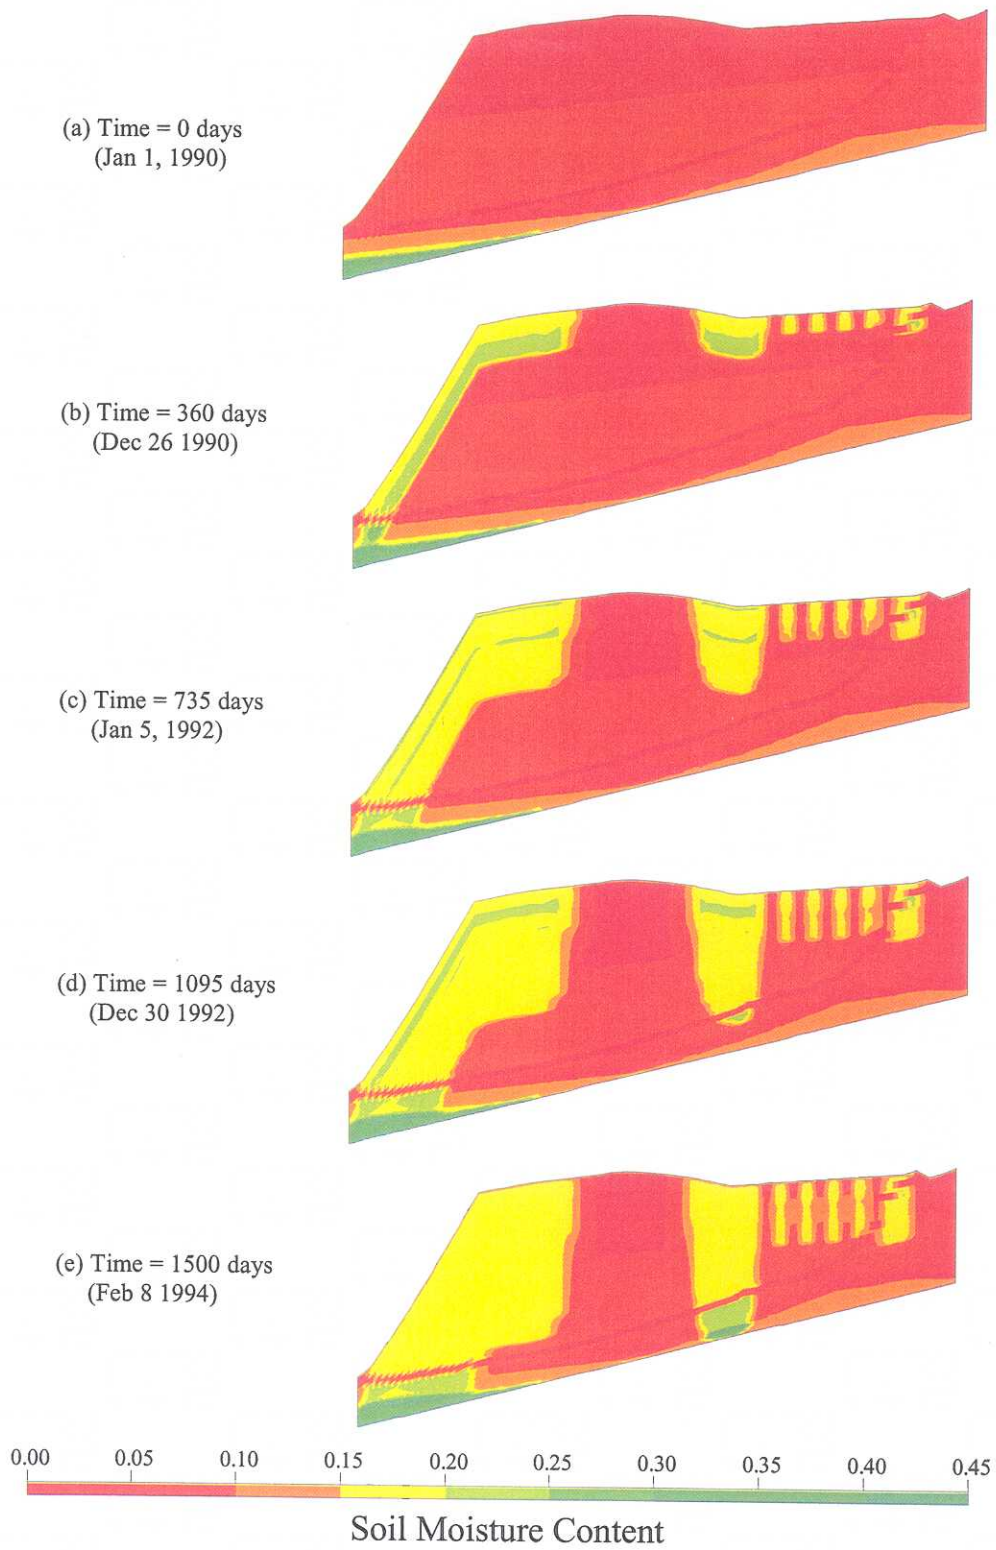 (a) Time = 0 days
(Jan 1, 1990)
(b) Time = 360 days
(Dec 26 1990)
(c) Time = 735 days
(Jan 5, 1992)
(d) Time = 1095 days
(Dec 30 1992)
(e) Time = 1500 days
(Feb 8 1994)
0.00 0.05 0.10 0.15 0.20 0.25 0.30 0.35 0.40 0.45
Soil Moisture Content